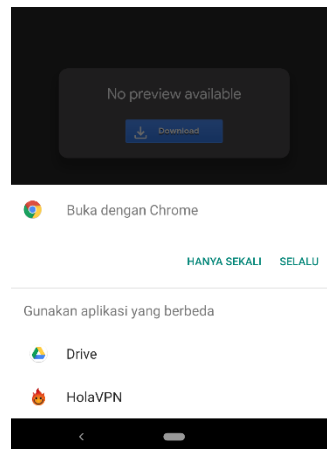 No preview available
Download
Buka dengan Chrome
HANYA SEKALI SELALU
Gunakan aplikasi yang berbeda
Drive
HolaVPN